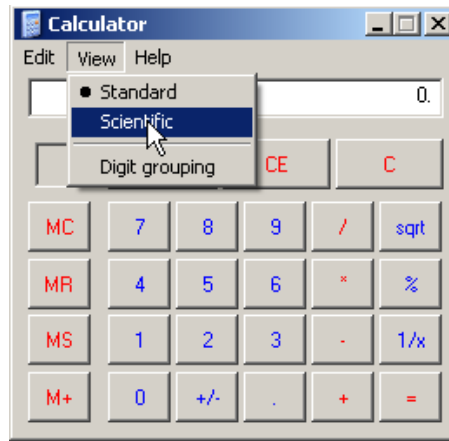 Calculator
Edit View Help
Standard
0.
Scientific
Digit grouping
CE C
MC 7 8 9 / sqrt
MR 4 5 6 * %
MS 1 2 3 - 1/x
M+ 0 +/- . + =